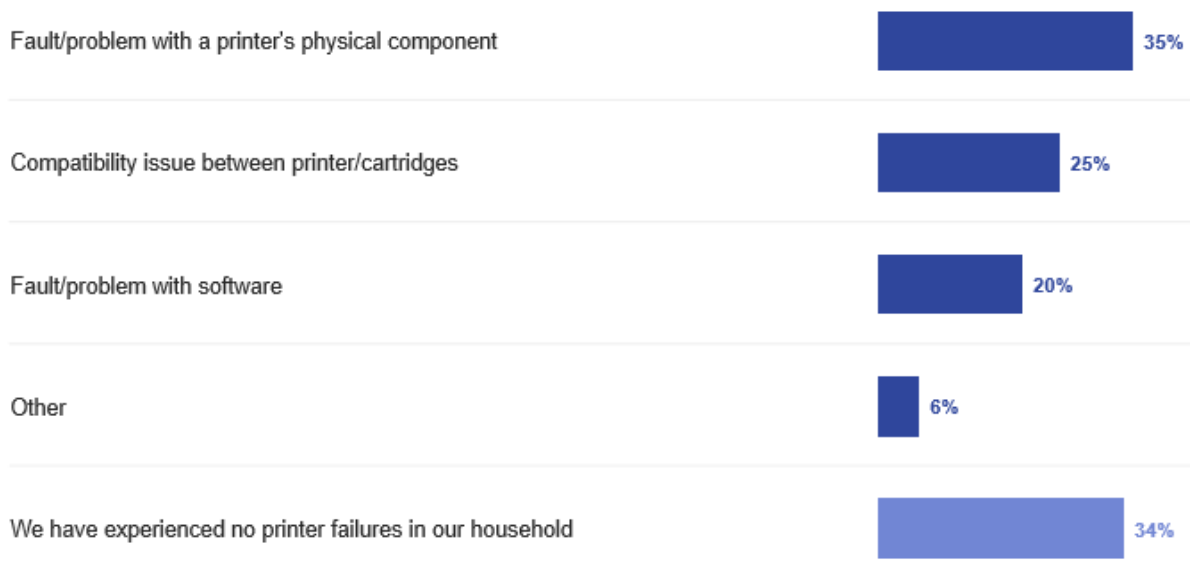 Fault/problem with a printer's physical component 35%
Compatibility issue between printer/cartridges 25%
Fault/problem with software 20%
Other 6%
We have experienced no printer failures in our household 34%